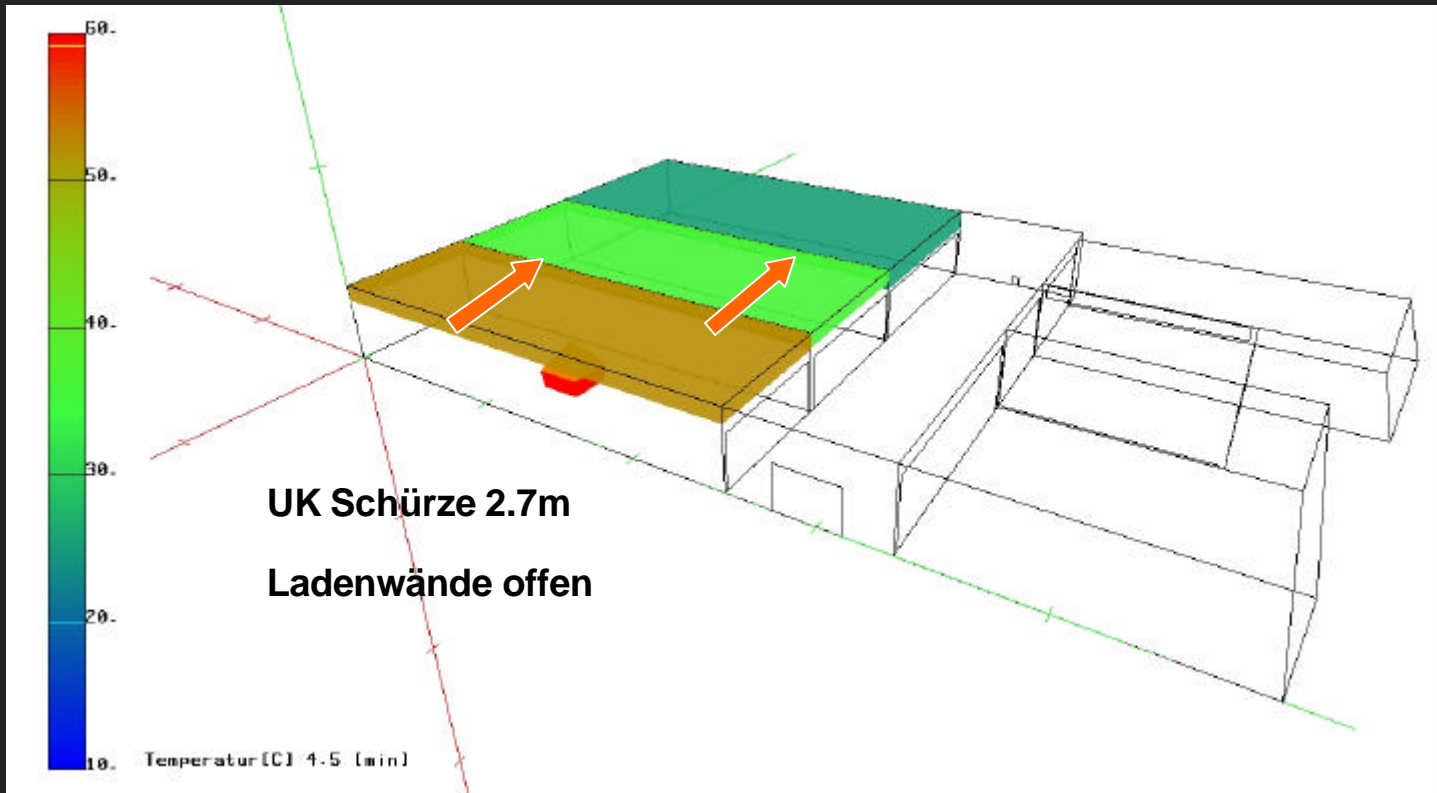 60.
50.
40.
30.
20.
10.
UK Schürze 2.7m
Ladenwände offen
Temperatur[C] 4.5 [min]